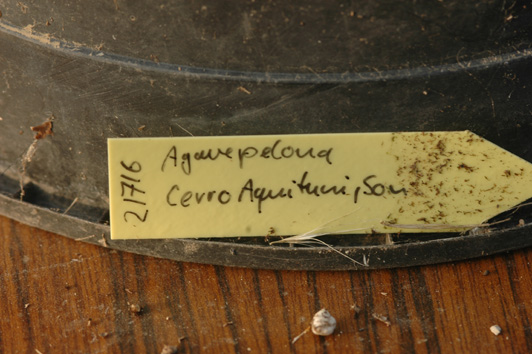 21716
Agave pelona
Cerro Aquituni, Son